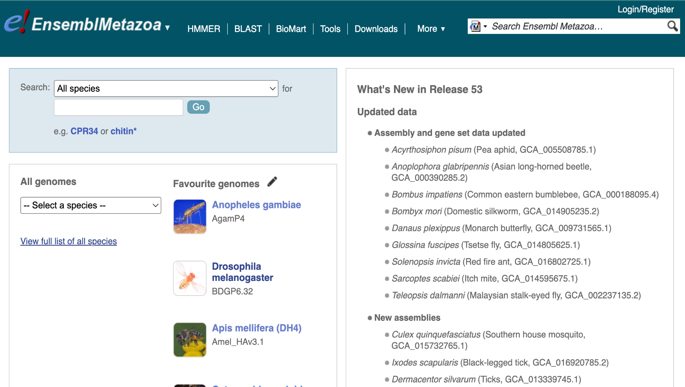 Login/Register
e! EnsemblMetazoa ▾
HMMER | BLAST | BioMart | Tools | Downloads | More ▾
Search Ensembl Metazoa…
Search: All species for
Go
e.g. CPR34 or chitin*
All genomes
-- Select a species --
View full list of all species
Favourite genomes
Anopheles gambiae
AgamP4
Drosophila
melanogaster
BDGP6.32
Apis mellifera (DH4)
Amel_HAv3.1
What's New in Release 53
Updated data
Assembly and gene set data updated
Acyrthosiphon pisum (Pea aphid, GCA_005508785.1)
Anoplophora glabripennis (Asian long-horned beetle,
GCA_000390285.2)
Bombus impatiens (Common eastern bumblebee, GCA_000188095.4)
Bombyx mori (Domestic silkworm, GCA_014905235.2)
Danaus plexippus (Monarch butterfly, GCA_009731565.1)
Glossina fuscipes (Tsetse fly, GCA_014805625.1)
Solenopsis invicta (Red fire ant, GCA_016802725.1)
Sarcoptes scabiei (Itch mite, GCA_014595675.1)
Teleopsis dalmanni (Malaysian stalk-eyed fly, GCA_002237135.2)
New assemblies
Culex quinquefasciatus (Southern house mosquito,
GCA_015732765.1)
Ixodes scapularis (Black-legged tick, GCA_016920785.2)
Dermacentor silvarum (Ticks, GCA_013339745.1)